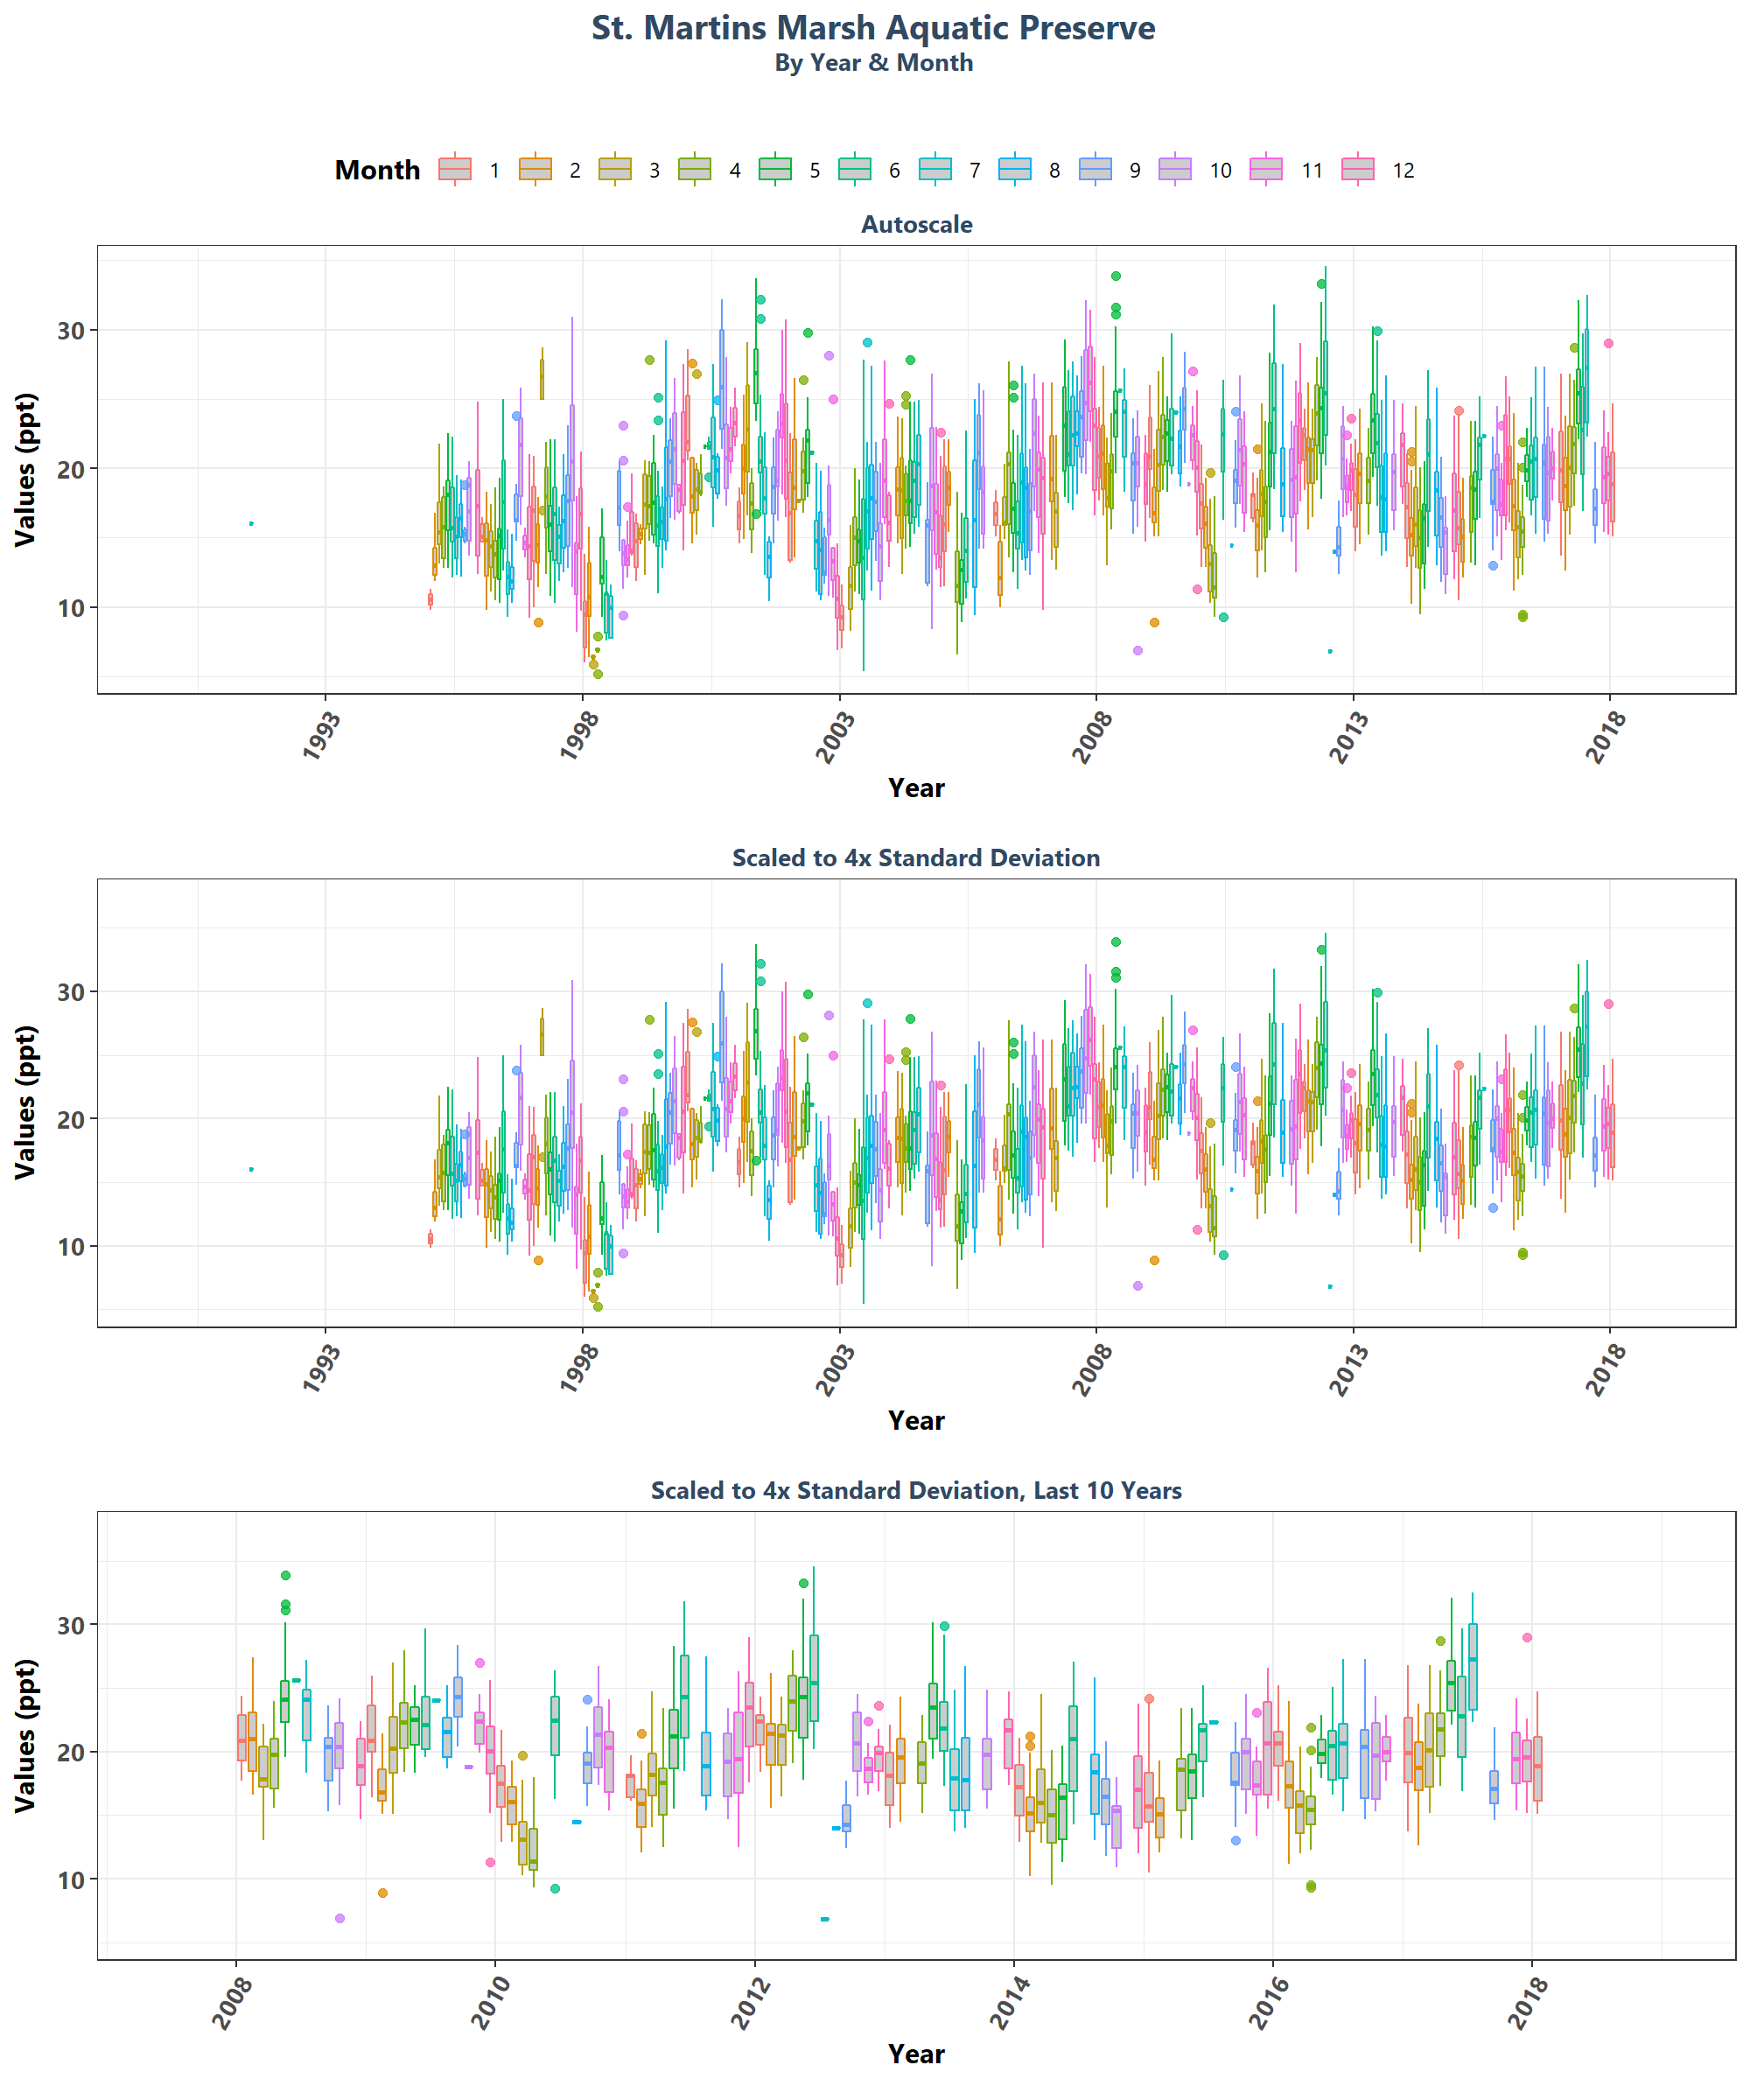 St. Martins Marsh Aquatic Preserve
By Year & Month
Month 1 2 3 4 5 6 7 8 9 10 11 12
Autoscale
Values (ppt)
30
20
10
1993 1998 2003 2008 2013 2018
Year
Scaled to 4x Standard Deviation
Values (ppt)
30
20
10
1993 1998 2003 2008 2013 2018
Year
Scaled to 4x Standard Deviation, Last 10 Years
Values (ppt)
30
20
10
2008 2010 2012 2014 2016 2018
Year